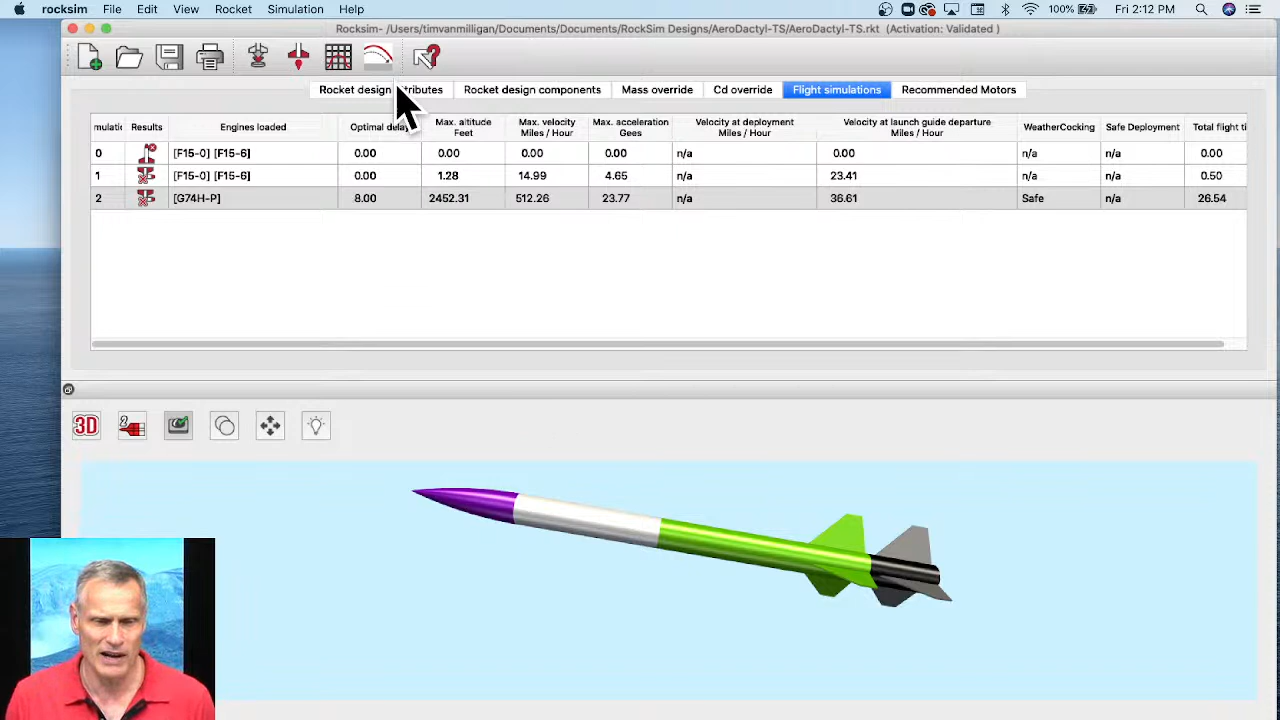 rocksim File Edit View Rocket Simulation Help 100% Fri 2:12 PM
Rocksim- /Users/timvanmilligan/Documents/Documents/RockSim Designs/AeroDactyl-TS/AeroDactyl-TS.rkt (Activation: Validated )
Rocket design Rocket design components Mass override Cd override Flight simulations Recommended Motors
mulatic Results Engines loaded Optimal delay Max. altitude Feet Max. velocity Miles / Hour Max. acceleration Gees Velocity at deployment Miles / Hour Velocity at launch guide departure Miles / Hour WeatherCocking Safe Deployment Total flight ti
0 [F15-0] [F15-6] 0.00 0.00 0.00 0.00 n/a 0.00 n/a n/a 0.00
1 [F15-0] [F15-6] 0.00 1.28 14.99 4.65 n/a 23.41 n/a n/a 0.50
2 [G74H-P] 8.00 2452.31 512.26 23.77 n/a 36.61 Safe n/a 26.54
3D 2